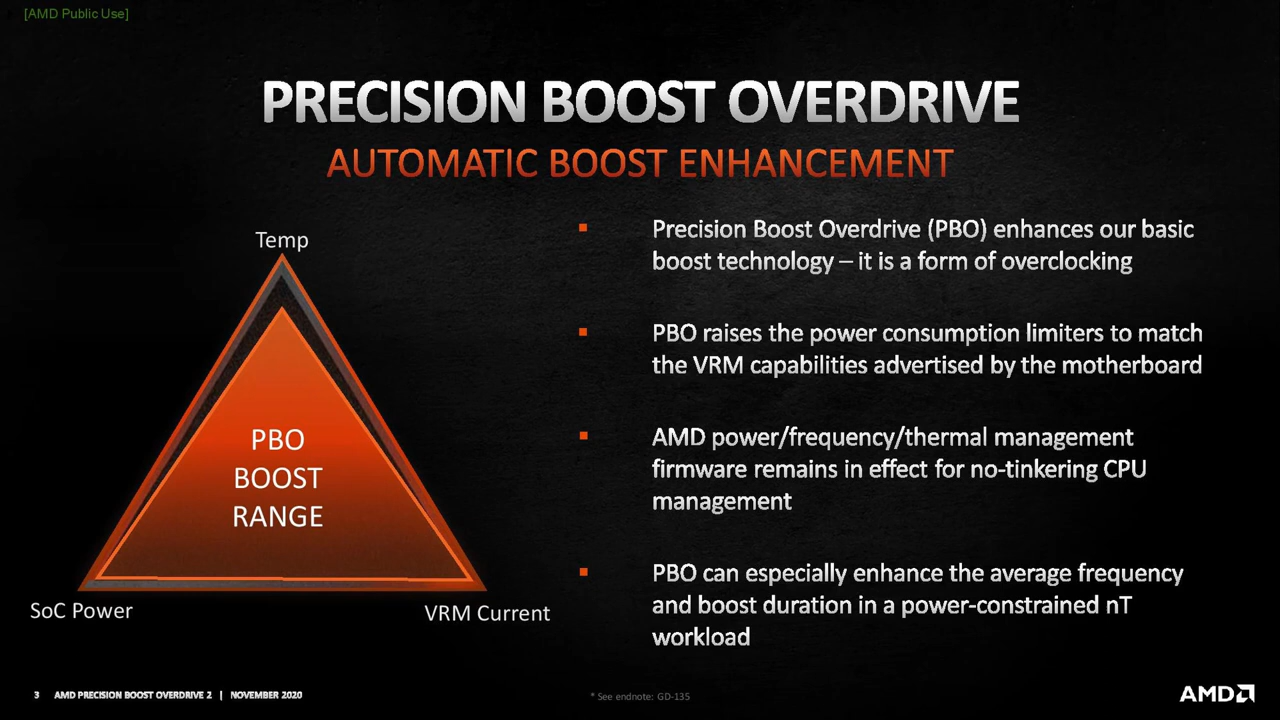 [AMD Public Use]
PRECISION BOOST OVERDRIVE
AUTOMATIC BOOST ENHANCEMENT
Temp
PBO
BOOST
RANGE
SoC Power
VRM Current
▪ Precision Boost Overdrive (PBO) enhances our basic
boost technology – it is a form of overclocking
▪ PBO raises the power consumption limiters to match
the VRM capabilities advertised by the motherboard
▪ AMD power/frequency/thermal management
firmware remains in effect for no-tinkering CPU
management
▪ PBO can especially enhance the average frequency
and boost duration in a power-constrained nT
workload
3 AMD PRECISION BOOST OVERDRIVE 2 | NOVEMBER 2020
* See endnote: GD-135
AMD